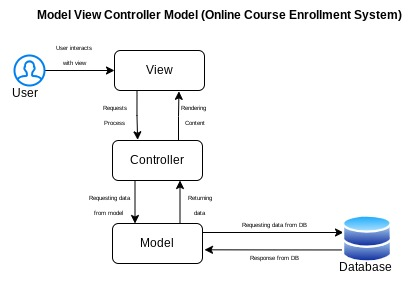 Model View Controller Model (Online Course Enrollment System)
User interacts
with view
View
User
Requests
Process
Rendering
Content
Controller
Requesting data
from model
Returning
data
Requesting data from DB
Model
Response from DB
Database